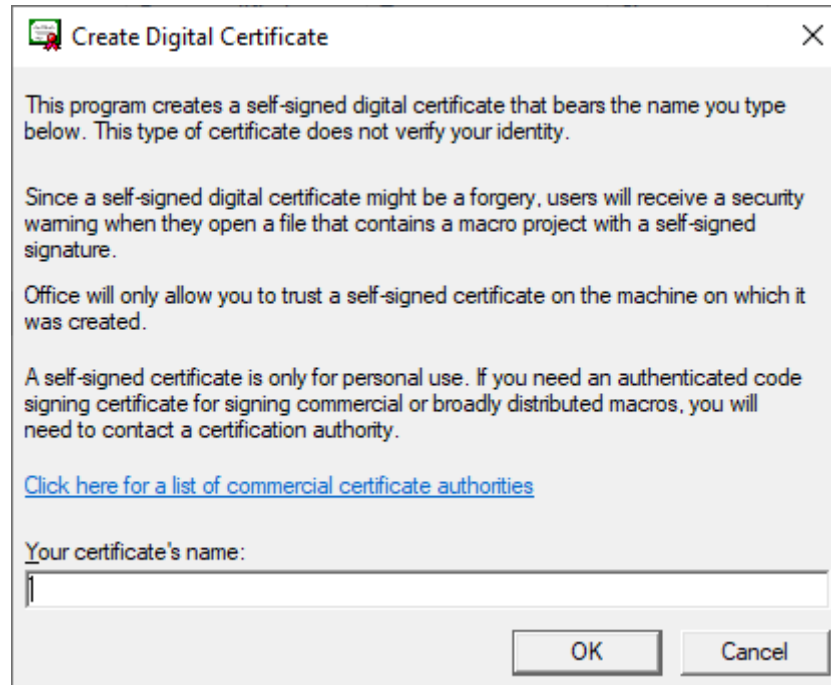 Create Digital Certificate
This program creates a self-signed digital certificate that bears the name you type
below. This type of certificate does not verify your identity.
Since a self-signed digital certificate might be a forgery, users will receive a security
warning when they open a file that contains a macro project with a self-signed
signature.
Office will only allow you to trust a self-signed certificate on the machine on which it
was created.
A self-signed certificate is only for personal use. If you need an authenticated code
signing certificate for signing commercial or broadly distributed macros, you will
need to contact a certification authority.
Click here for a list of commercial certificate authorities
Your certificate's name:
OK Cancel